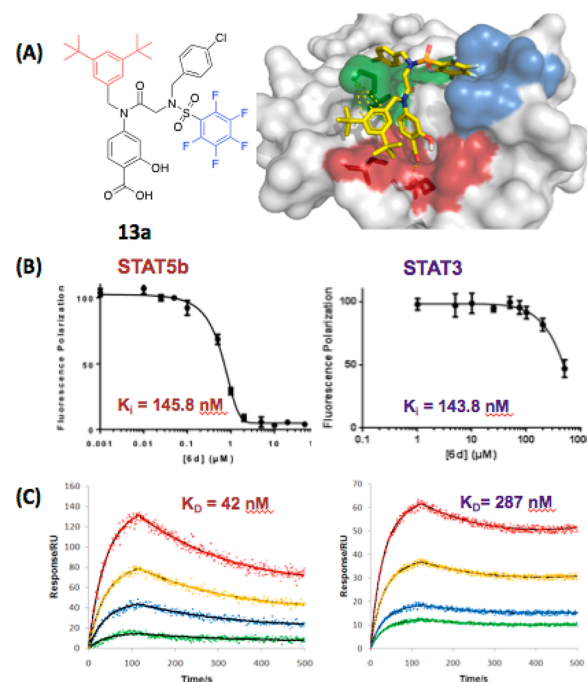 (A)
Cl
O
N
N
O
S
O
F
F
F
F
F
OH
O
OH
13a
(B)
STAT5b
STAT3
Fluorescence Polarization
100
50
0
Ki = 145.8 nM
0.001
0.01
0.1
1
10
[6d] (µM)
Fluorescence Polarization
100
50
0
Ki = 143.8 nM
0.1
1
10
100
1000
[6d] (µM)
(C)
KD = 42 nM
Response/RU
160
140
120
100
80
60
40
20
0
0
100
200
300
400
500
Time/s
KD= 287 nM
Response/RU
70
60
50
40
30
20
10
0
0
100
200
300
400
500
Time/s